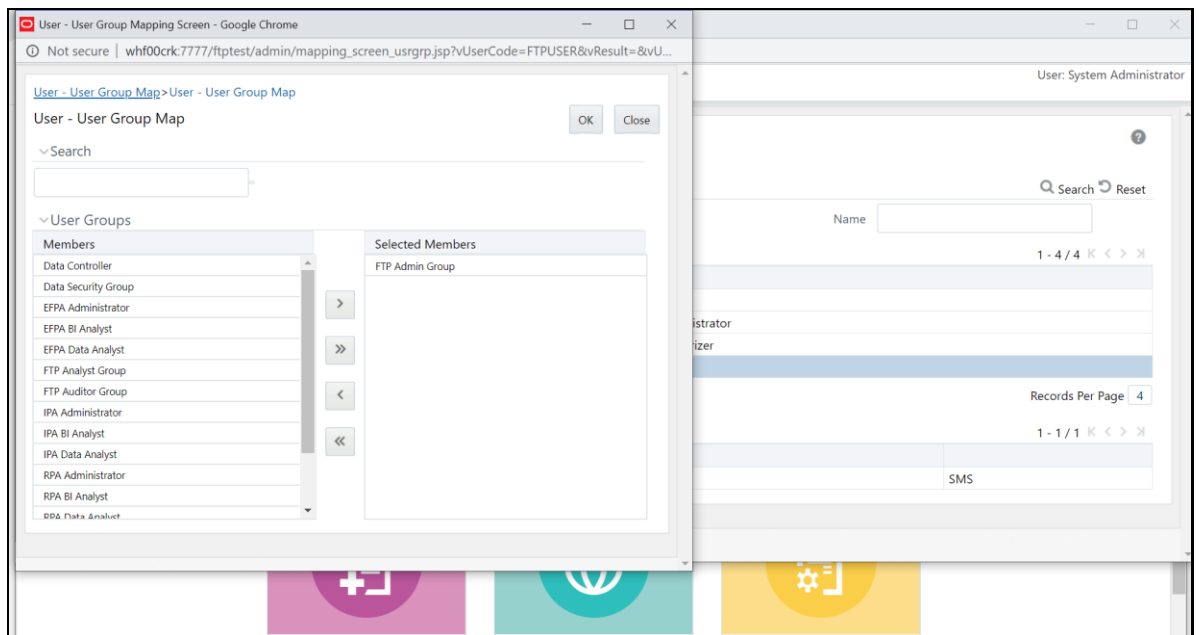 User - User Group Mapping Screen - Google Chrome
Not secure | whf00crk:7777/ftptest/admin/mapping_screen_usrgrp.jsp?vUserCode=FTPUSER&vResult=&vU...
User: System Administrator
User - User Group Map>User - User Group Map
User - User Group Map
OK Close
Search
Search Reset
Name
User Groups
Members
Selected Members
1 - 4 / 4
Data Controller
FTP Admin Group
Data Security Group
EFPA Administrator
EFPA BI Analyst
istrator
EFPA Data Analyst
rizer
FTP Analyst Group
FTP Auditor Group
Records Per Page 4
IPA Administrator
IPA BI Analyst
1 - 1 / 1
IPA Data Analyst
RPA Administrator
SMS
RPA BI Analyst
RPA Data Analyst